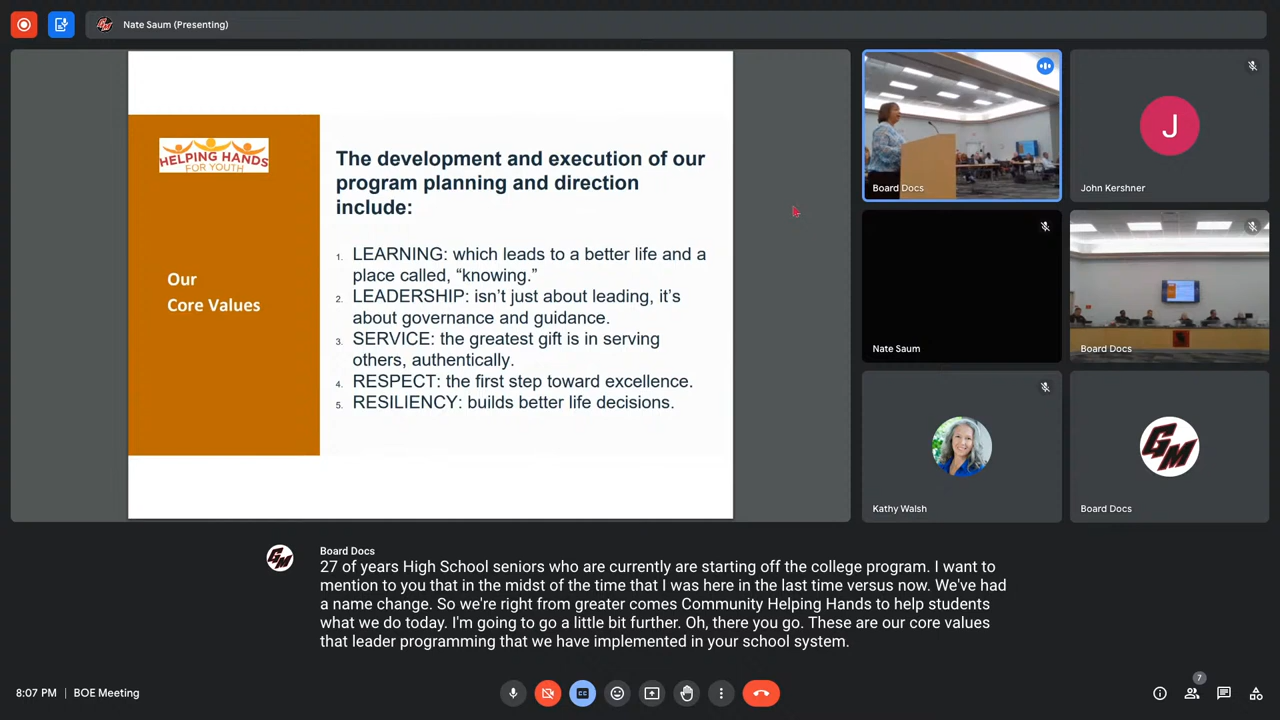 Nate Saum (Presenting)
HELPING HANDS
FOR YOUTH
Our
Core Values
The development and execution of our
program planning and direction
include:
1. LEARNING: which leads to a better life and a
place called, “knowing.”
2. LEADERSHIP: isn’t just about leading, it’s
about governance and guidance.
3. SERVICE: the greatest gift is in serving
others, authentically.
4. RESPECT: the first step toward excellence.
5. RESILIENCY: builds better life decisions.
Board Docs
J
John Kershner
Nate Saum
Board Docs
Kathy Walsh
GM
Board Docs
GM
Board Docs
27 of years High School seniors who are currently are starting off the college program. I want to
mention to you that in the midst of the time that I was here in the last time versus now. We've had
a name change. So we're right from greater comes Community Helping Hands to help students
what we do today. I'm going to go a little bit further. Oh, there you go. These are our core values
that leader programming that we have implemented in your school system.
8:07 PM | BOE Meeting
CC
7